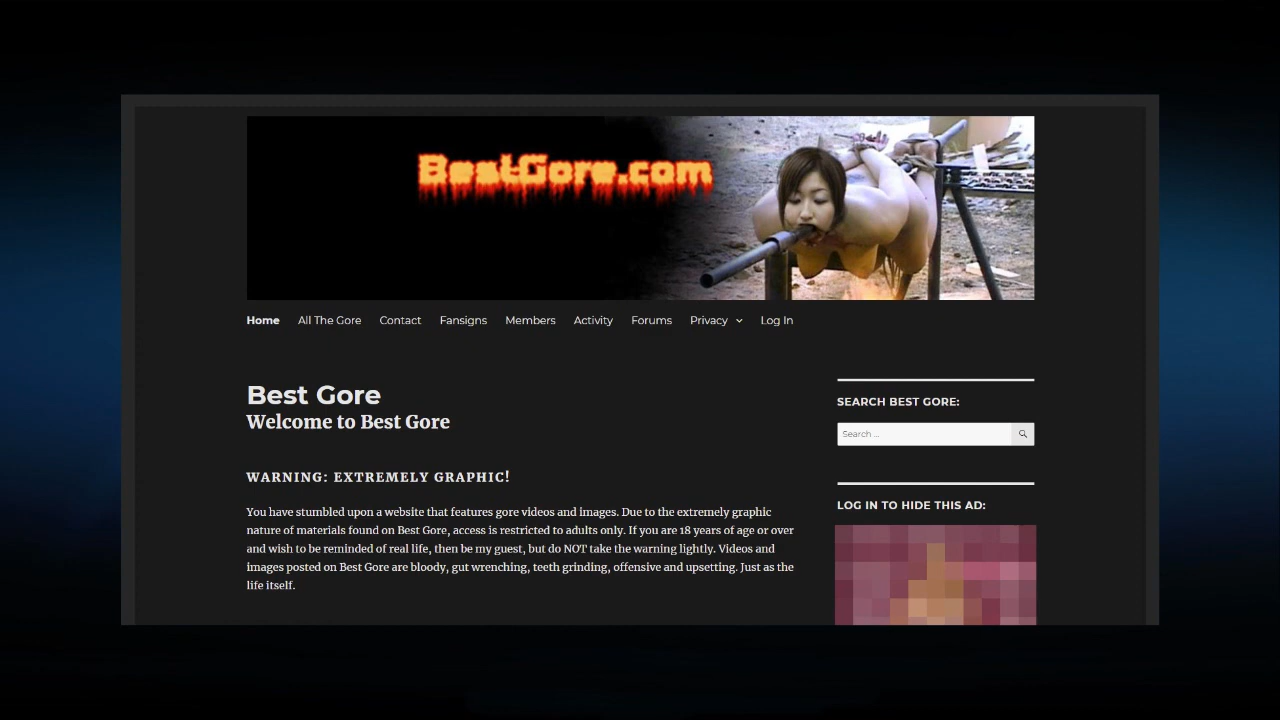 BestGore.com
Home All The Gore Contact Fansigns Members Activity Forums Privacy Log In
Best Gore
Welcome to Best Gore
WARNING: EXTREMELY GRAPHIC!
You have stumbled upon a website that features gore videos and images. Due to the extremely graphic
nature of materials found on Best Gore, access is restricted to adults only. If you are 18 years of age or over
and wish to be reminded of real life, then be my guest, but do NOT take the warning lightly. Videos and
images posted on Best Gore are bloody, gut wrenching, teeth grinding, offensive and upsetting. Just as the
life itself.
SEARCH BEST GORE:
Search ...
LOG IN TO HIDE THIS AD: